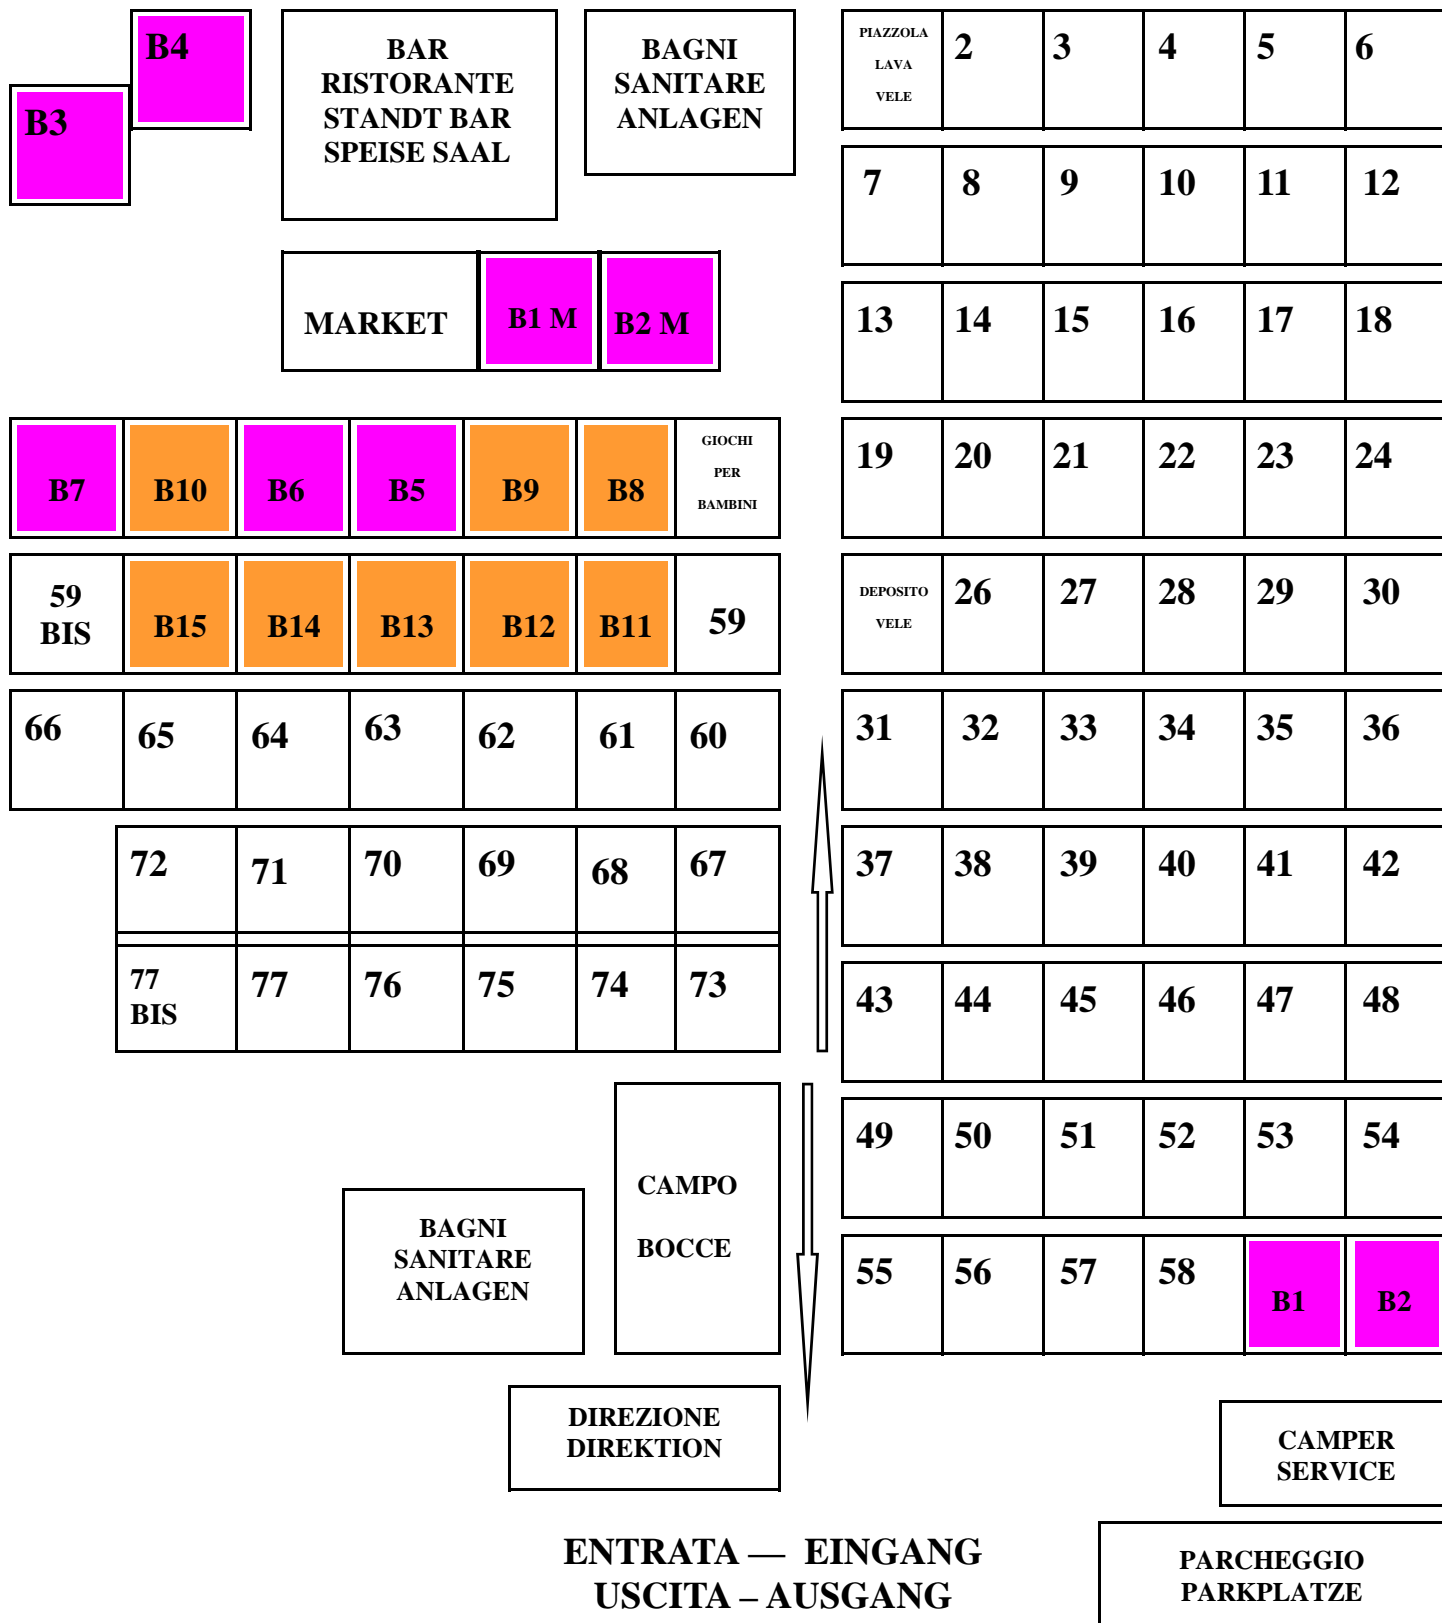 B4
B3
BAR
RISTORANTE
STANDT BAR
SPEISE SAAL
BAGNI
SANITARE
ANLAGEN
MARKET
B1 M
B2 M
B7
B10
B6
B5
B9
B8
GIOCHI
PER
BAMBINI
59
BIS
B15
B14
B13
B12
B11
59
66
65
64
63
62
61
60
72
71
70
69
68
67
77
BIS
77
76
75
74
73
CAMPO
BOCCE
BAGNI
SANITARE
ANLAGEN
DIREZIONE
DIREKTION
PIAZZOLA
LAVA
VELE
2
3
4
5
6
7
8
9
10
11
12
13
14
15
16
17
18
19
20
21
22
23
24
DEPOSITO
VELE
26
27
28
29
30
31
32
33
34
35
36
37
38
39
40
41
42
43
44
45
46
47
48
49
50
51
52
53
54
55
56
57
58
B1
B2
CAMPER
SERVICE
ENTRATA — EINGANG
USCITA – AUSGANG
PARCHEGGIO
PARKPLATZE